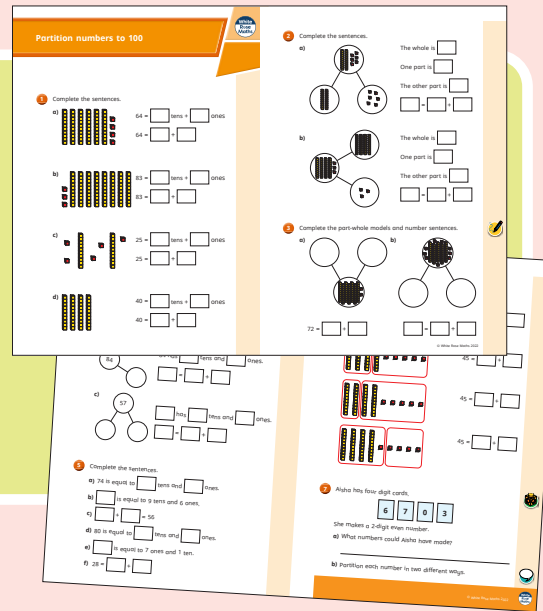 Partition numbers to 100
White Rose Maths
1 Complete the sentences.
a)
64 = tens + ones
64 = +
b)
83 = tens + ones
83 = +
c)
25 = tens + ones
25 = +
d)
40 = tens + ones
40 = +
2 Complete the sentences.
a)
The whole is
One part is
The other part is
= +
b)
The whole is
One part is
The other part is
= +
3 Complete the part-whole models and number sentences.
a) b)
72 = +
= +
© White Rose Maths 2022
84
tens and ones.
= +
c)
57
has tens and ones.
= +
5 Complete the sentences.
a) 74 is equal to tens and ones.
b) is equal to 9 tens and 6 ones.
c) + = 56
d) 80 is equal to tens and ones.
e) is equal to 7 ones and 1 ten.
f) 28 = +
45 = +
45 = +
45 = +
7 Aisha has four digit cards.
6 7 0 3
She makes a 2-digit even number.
a) What numbers could Aisha have made?
b) Partition each number in two different ways.